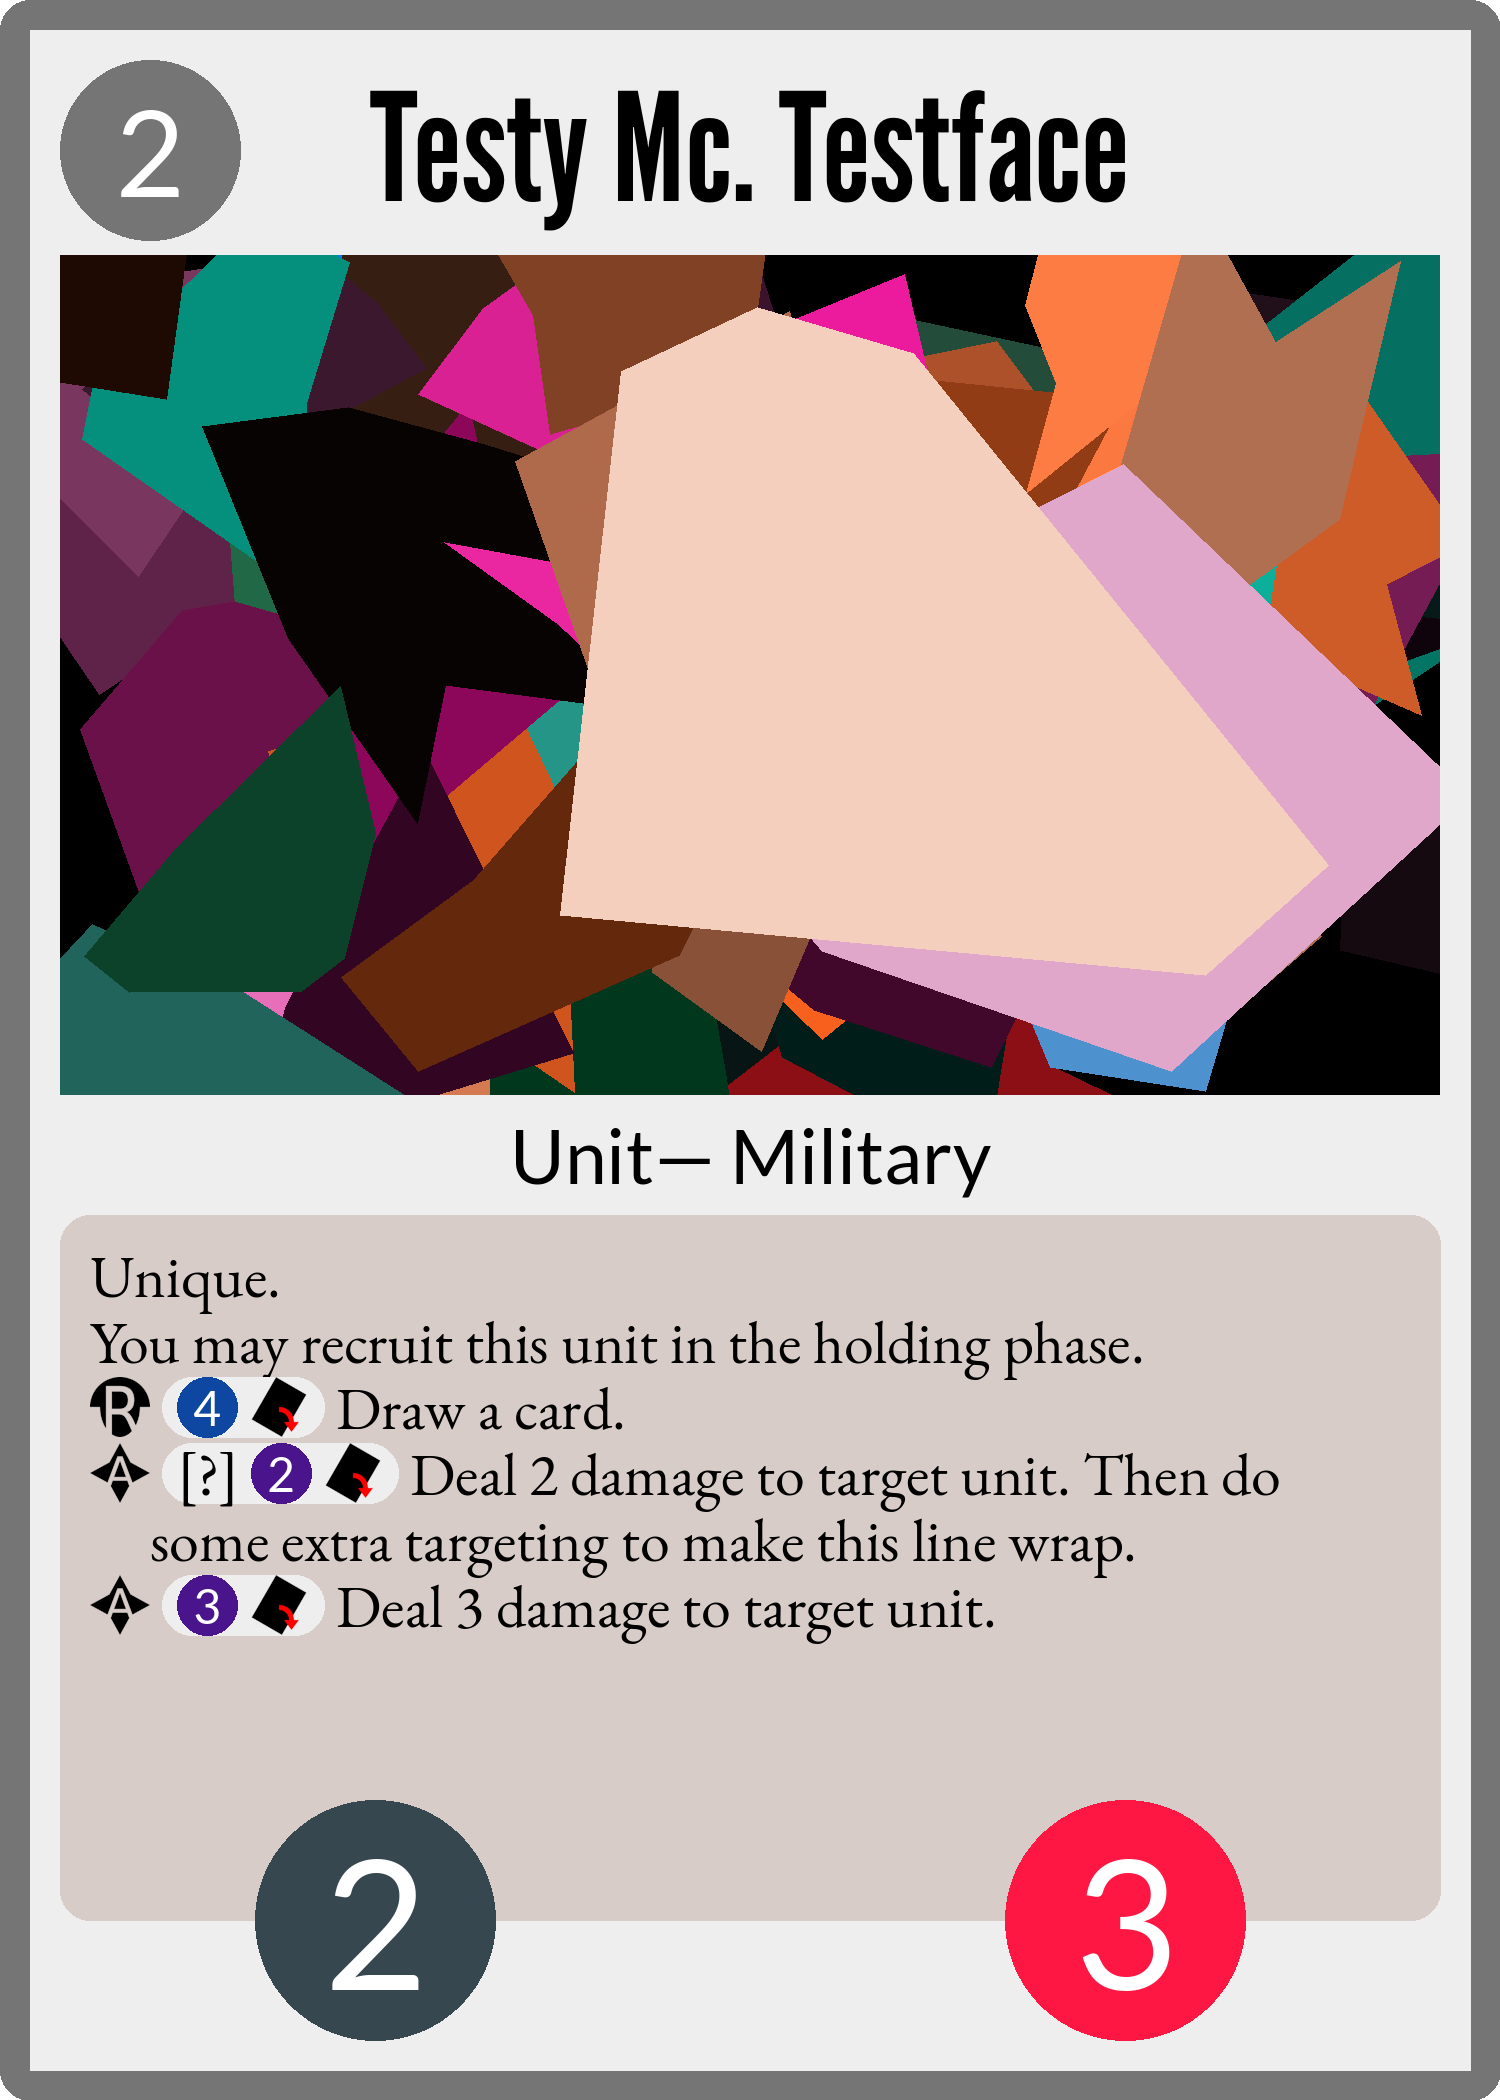 2
Testy Mc. Testface
Unit— Military
Unique.
You may recruit this unit in the holding phase.
R 4 Draw a card.
A [?] 2 Deal 2 damage to target unit. Then do
some extra targeting to make this line wrap.
A 3 Deal 3 damage to target unit.
2
3